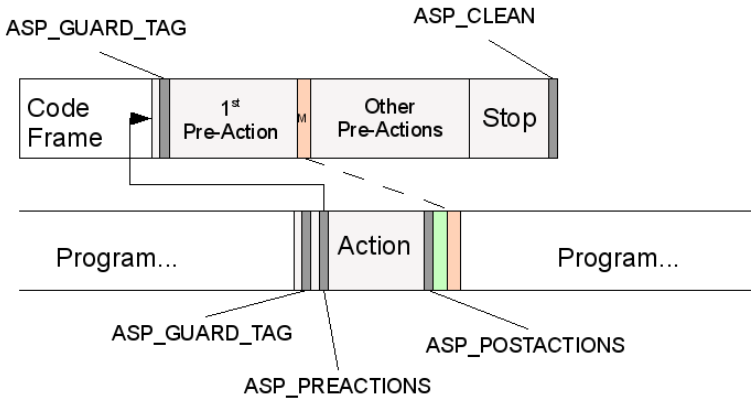 ASP_GUARD_TAG
ASP_CLEAN
Code
Frame
1st
Pre-Action
M
Other
Pre-Actions
Stop
Program...
Action
Program...
ASP_GUARD_TAG
ASP_POSTACTIONS
ASP_PREACTIONS